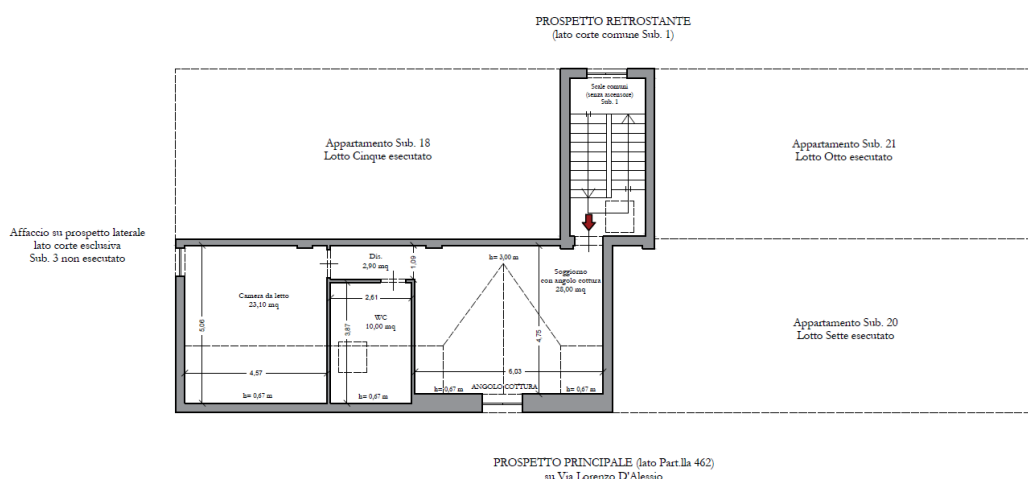 PROSPETTO RETROSTANTE
(lato corte comune Sub. 1)
Scale comuni
(senza ascensore)
Sub. 1
Appartamento Sub. 18
Lotto Cinque esecutato
Appartamento Sub. 21
Lotto Otto esecutato
Affaccio su prospetto laterale
lato corte esclusiva
Sub. 3 non esecutato
Dis.
2,90 mq
1,09
h= 3,00 m
Soggiorno
con angolo cottura
28,00 mq
Camera da letto
23,10 mq
2,61
WC
10,00 mq
5,06
3,87
4,75
Appartamento Sub. 20
Lotto Sette esecutato
4,57
6,03
h= 0,67 m
h= 0,67 m
h= 0,67 m
ANGOLO COTTURA
h= 0,67 m
PROSPETTO PRINCIPALE (lato Part.lla 462)
su Via Lorenzo D'Alessio